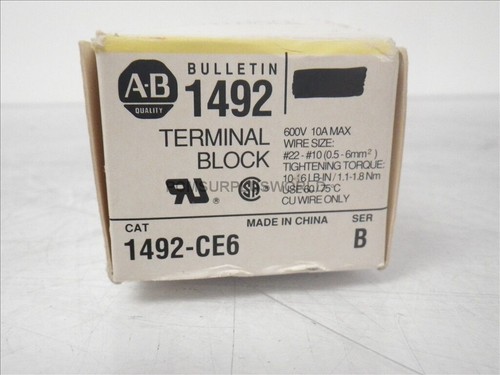 A-B
QUALITY
BULLETIN
1492
TERMINAL
BLOCK
600V 10A MAX
WIRE SIZE:
#22 - #10 (0.5 - 6mm²)
TIGHTENING TORQUE:
10-16 LB-IN / 1.1-1.8 Nm
USE 60/75°C
CU WIRE ONLY
CAT
MADE IN CHINA
SER
1492-CE6
B